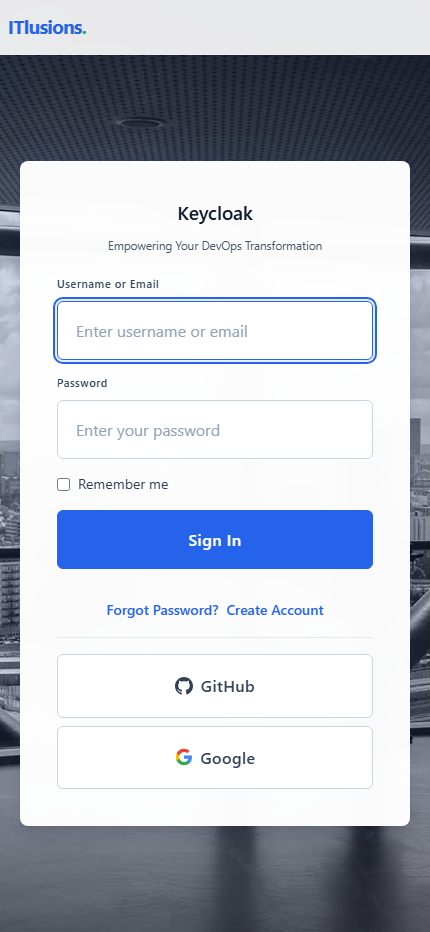 ITlusions.
Keycloak
Empowering Your DevOps Transformation
Username or Email
Enter username or email
Password
Enter your password
Remember me
Sign In
Forgot Password? Create Account
GitHub
Google